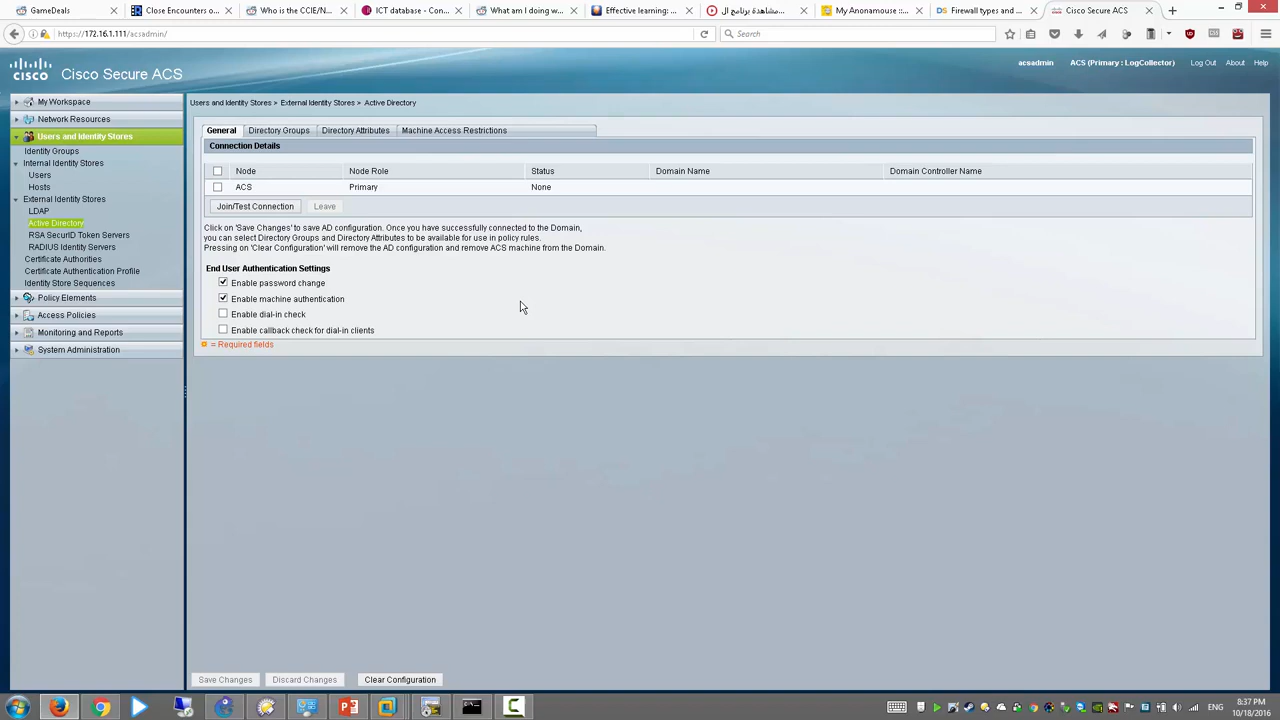 GameDeals
Close Encounters o...
Who is the CCIE/N...
ICT database - Con...
What am I doing w...
Effective learning: ...
مشاهدة برنامج ال...
My Anonamouse ::...
Firewall types and ...
Cisco Secure ACS
https://172.16.1.111/acsadmin/
Search
cisco
Cisco Secure ACS
acsadmin
ACS (Primary : LogCollector)
Log Out
About
Help
My Workspace
Network Resources
Users and Identity Stores
Identity Groups
Internal Identity Stores
Users
Hosts
External Identity Stores
LDAP
Active Directory
RSA SecurID Token Servers
RADIUS Identity Servers
Certificate Authorities
Certificate Authentication Profile
Identity Store Sequences
Policy Elements
Access Policies
Monitoring and Reports
System Administration
Users and Identity Stores > External Identity Stores > Active Directory
General
Directory Groups
Directory Attributes
Machine Access Restrictions
Connection Details
Node Node Role Status Domain Name Domain Controller Name
ACS Primary None
Join/Test Connection
Leave
Click on 'Save Changes' to save AD configuration. Once you have successfully connected to the Domain,
you can select Directory Groups and Directory Attributes to be available for use in policy rules.
Pressing on 'Clear Configuration' will remove the AD configuration and remove ACS machine from the Domain.
End User Authentication Settings
Enable password change
Enable machine authentication
Enable dial-in check
Enable callback check for dial-in clients
= Required fields
Save Changes
Discard Changes
Clear Configuration
ENG
8:37 PM
10/18/2016